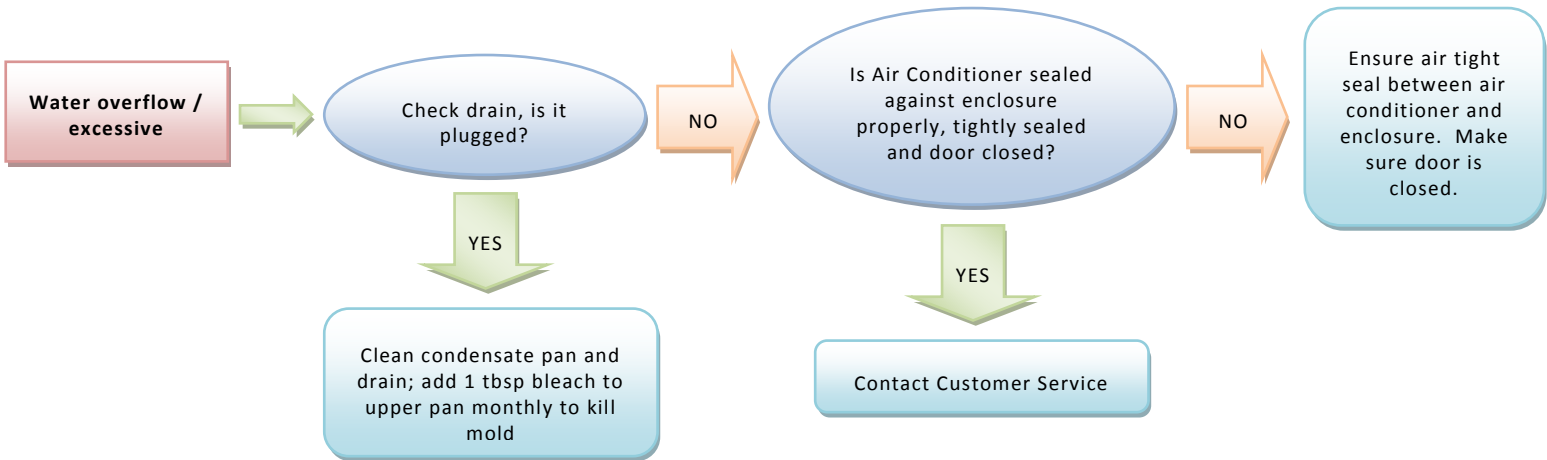 Water overflow /
excessive
Check drain, is it
plugged?
NO
Is Air Conditioner sealed
against enclosure
properly, tightly sealed
and door closed?
NO
Ensure air tight
seal between air
conditioner and
enclosure.  Make
sure door is
closed.
YES
YES
Clean condensate pan and
drain; add 1 tbsp bleach to
upper pan monthly to kill
mold
Contact Customer Service